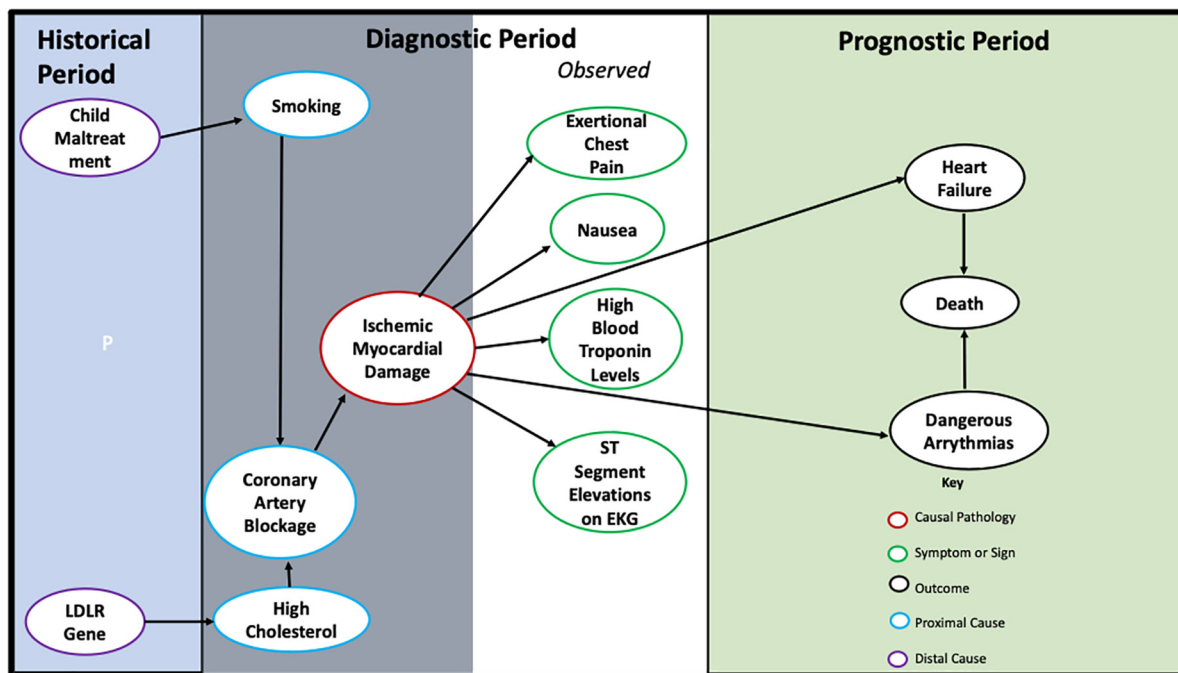 Historical
Period
Diagnostic Period
Observed
Prognostic Period
Child
Maltreat
ment
Smoking
Exertional
Chest
Pain
Nausea
Heart
Failure
P
Ischemic
Myocardial
Damage
High
Blood
Troponin
Levels
Death
Dangerous
Arrythmias
Coronary
Artery
Blockage
ST
Segment
Elevations
on EKG
LDLR
Gene
High
Cholesterol
Key
Causal Pathology
Symptom or Sign
Outcome
Proximal Cause
Distal Cause